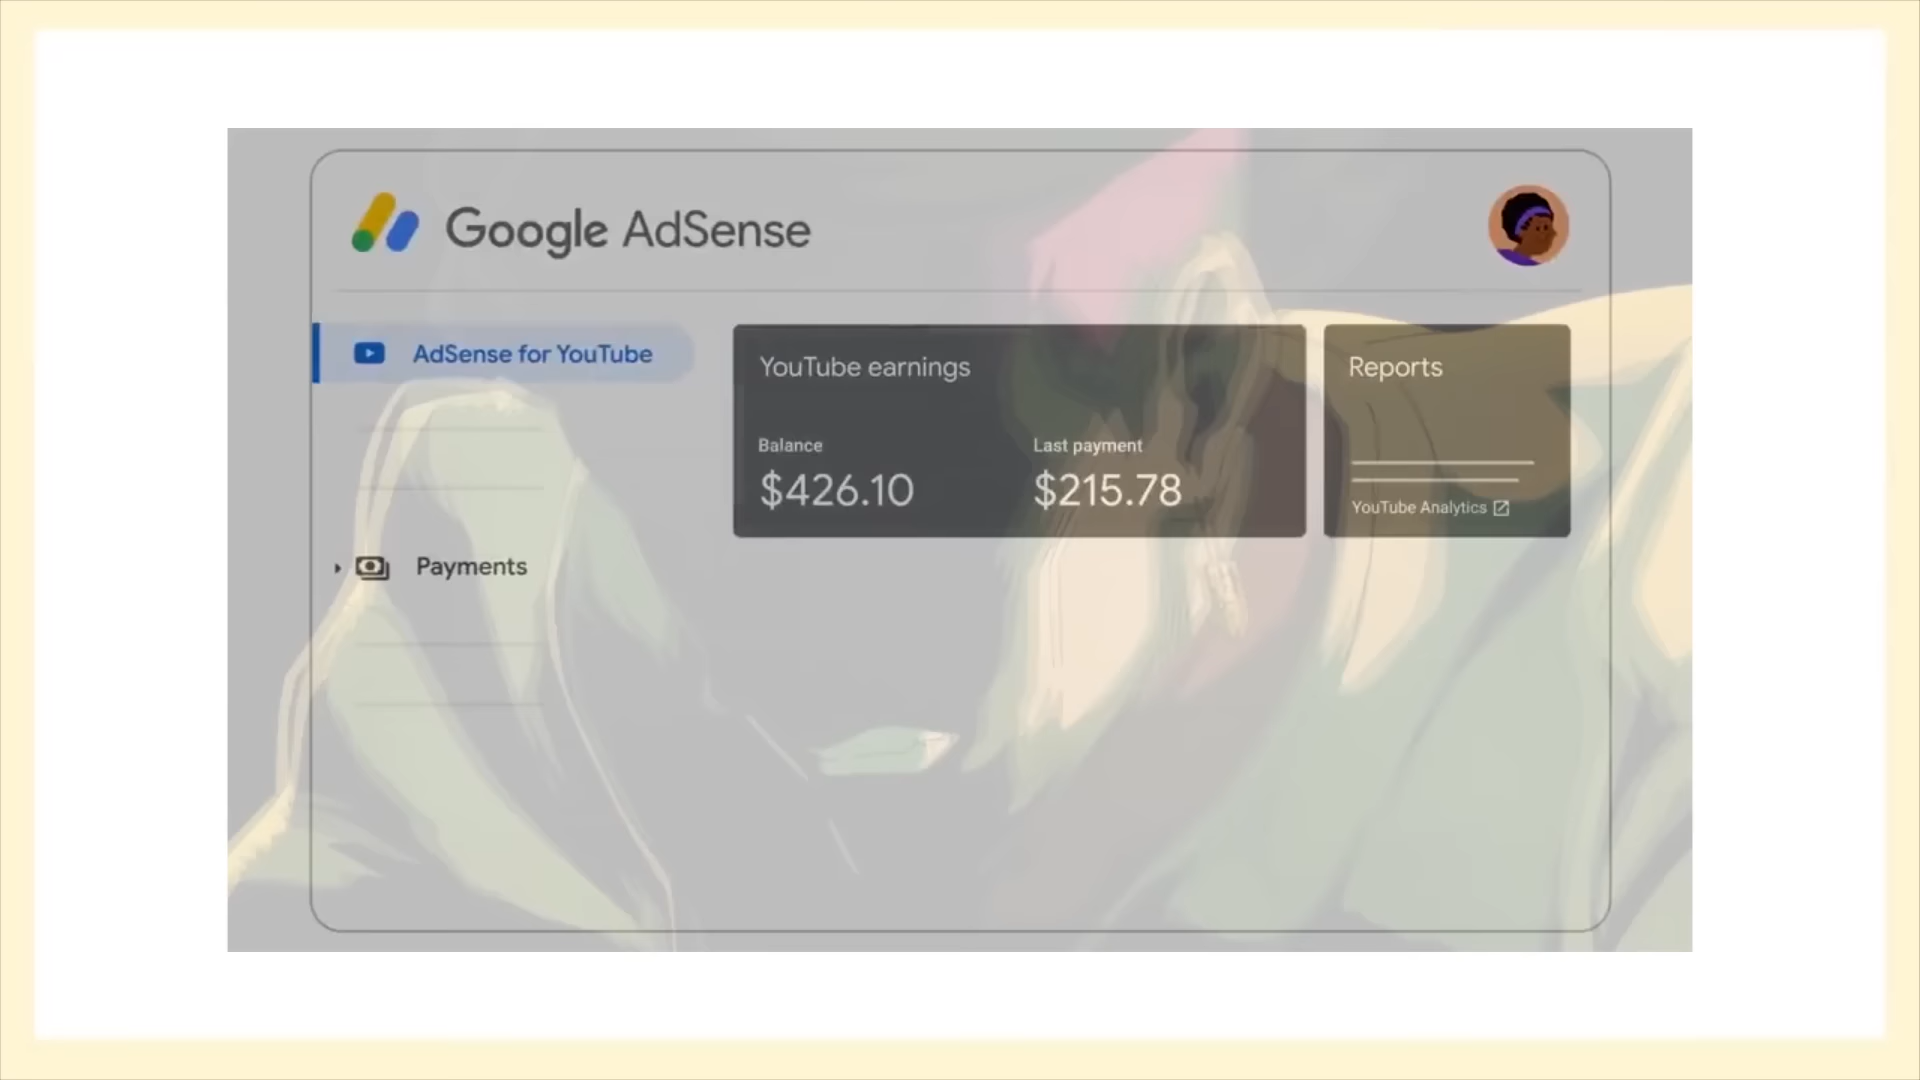 Google AdSense
AdSense for YouTube
YouTube earnings
Reports
Balance
Last payment
$426.10
$215.78
YouTube Analytics
Payments